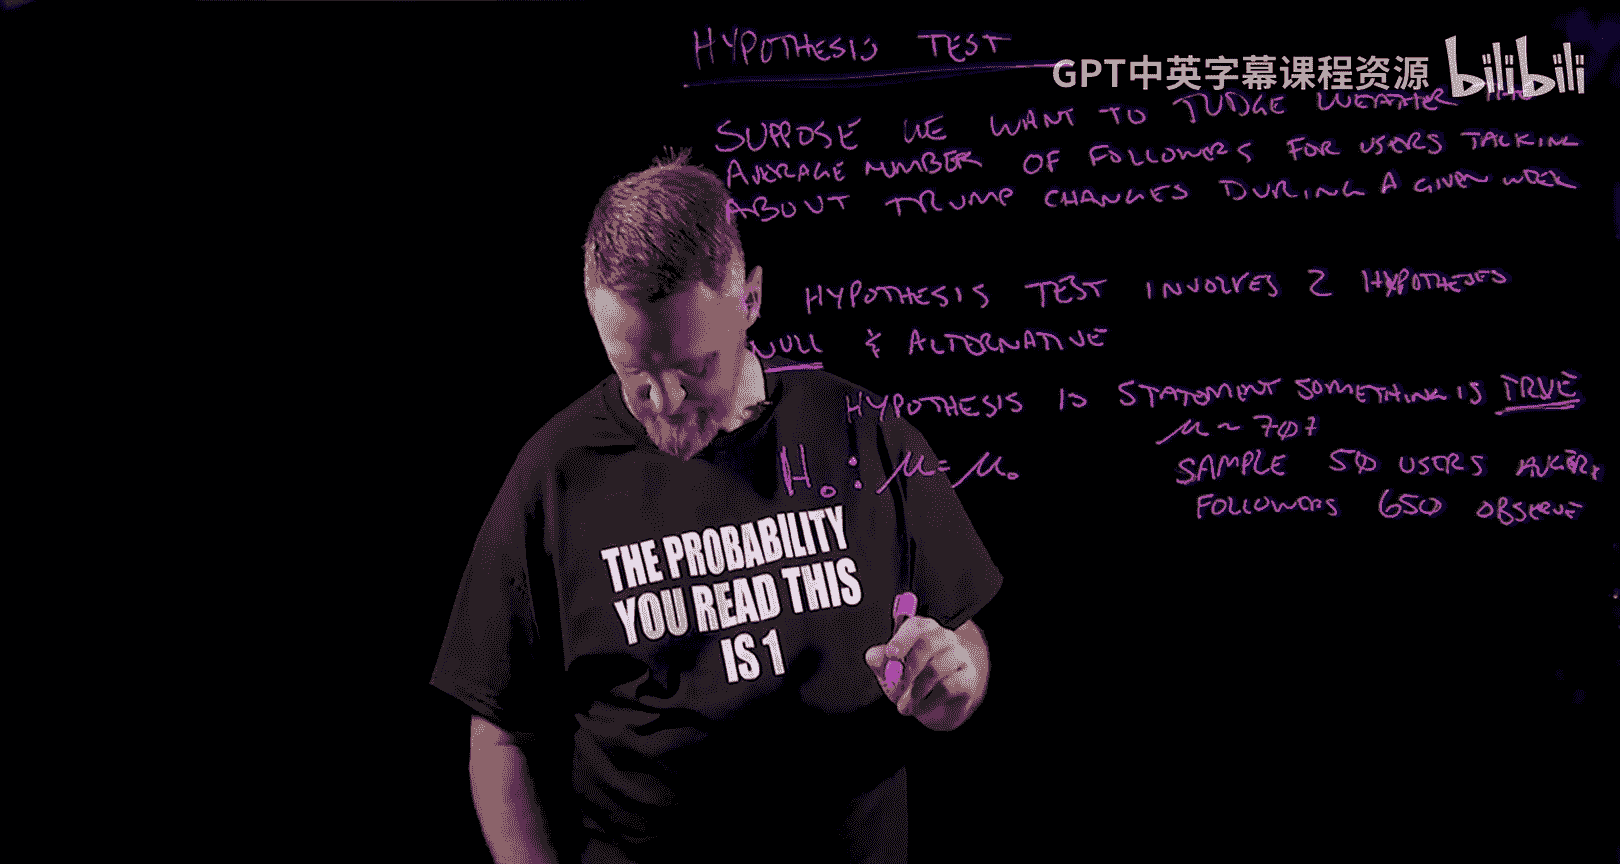 HYPOTHESIS TEST
GPT中英字幕课程资源 bilibili
SUPPOSE WE WANT TO JUDGE WEATHER
AVERAGE NUMBER OF FOLLOWERS FOR USERS TALKING
ABOUT TRUMP CHANGES DURING A GIVEN WEEK
HYPOTHESIS TEST INVOLVES 2 HYPOTHESES
NULL & ALTERNATIVE
HYPOTHESIS IS STATEMENT SOMETHING IS TRUE
μ ~ 707
H₀: μ = μ₀
SAMPLE 50 USERS
FOLLOWERS 650 OBSERVE
THE PROBABILITY
YOU READ THIS
IS 1